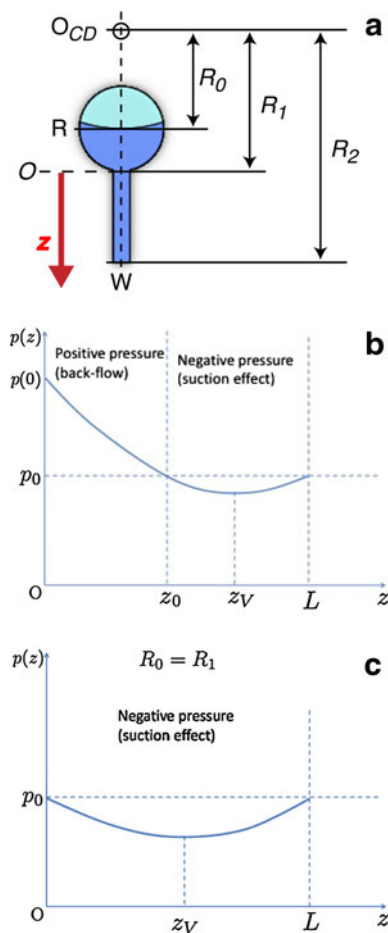 a
O_CD
R_0
R_1
R_2
R
O
z
W
b
p(z)
Positive pressure
(back-flow)
Negative pressure
(suction effect)
p(0)
p_0
O
z_0
z_V
L
z
c
p(z)
R_0 = R_1
Negative pressure
(suction effect)
p_0
O
z_V
L
z